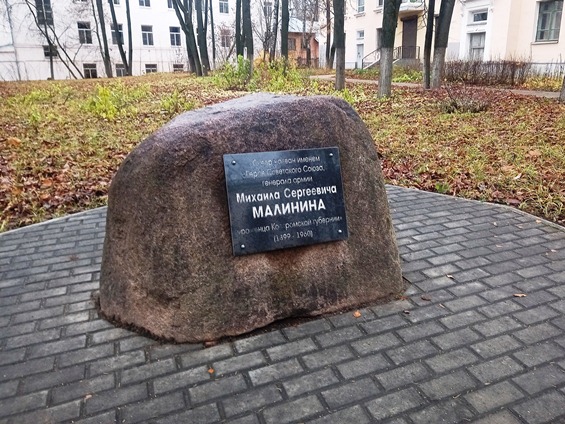 Сквер назван именем
Героя Советского Союза,
генерала армии
Михаила Сергеевича
МАЛИНИНА
уроженца Костромской губернии
(1899 - 1960)